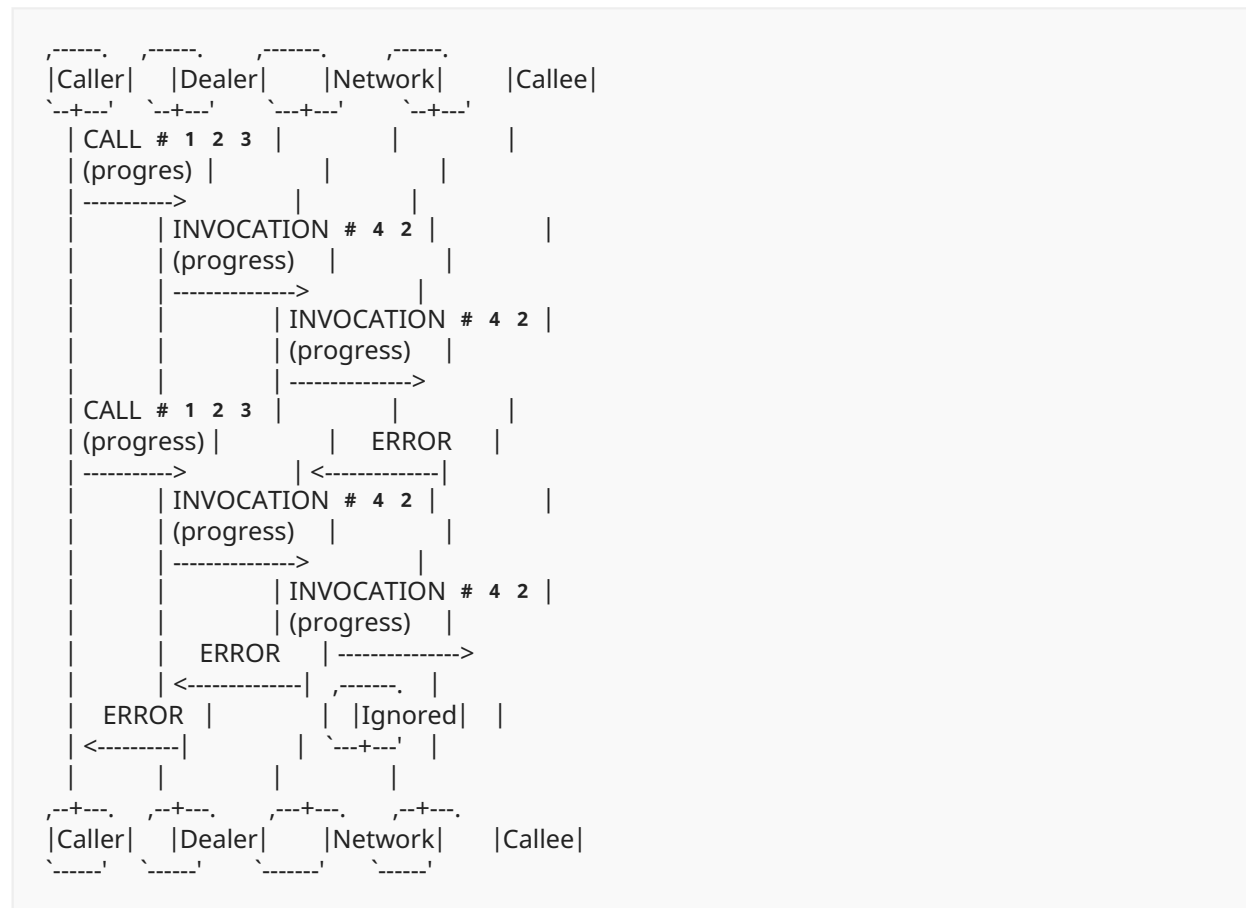 ,------.    ,------.        ,-------.        ,------.
|Caller|     |Dealer|        |Network|         |Callee|
`--+---'    `--+---'        `---+---'        `--+---'
   | CALL # 1 2 3   |               |               |
   | (progres)  |               |               |
   | ----------->               |               |
   |            | INVOCATION # 4 2  |               |
   |            | (progress)     |               |
   |            | --------------->               |
   |            |               | INVOCATION # 4 2  |
   |            |               | (progress)     |
   |            |               | --------------->
   | CALL # 1 2 3   |               |               |
   | (progress) |               |     ERROR      |
   | ----------->               | <--------------|
   |            | INVOCATION # 4 2  |               |
   |            | (progress)     |               |
   |            | --------------->               |
   |            |               | INVOCATION # 4 2  |
   |            |               | (progress)     |
   |            |     ERROR      | --------------->
   |            | <--------------|   ,-------.    |
   |    ERROR   |                |   |Ignored|    |
   | <----------|                |   `---+---'    |
   |            |               |               |
,--+---.    ,--+---.        ,---+---.      ,--+---.
|Caller|     |Dealer|        |Network|       |Callee|
`------'    `------'        `-------'      `------'